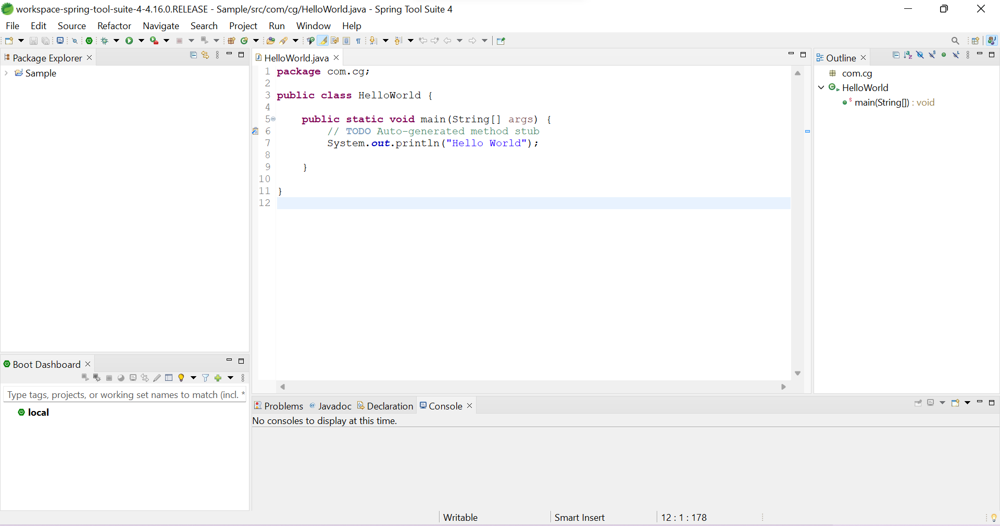 workspace-spring-tool-suite-4-4.16.0.RELEASE - Sample/src/com/cg/HelloWorld.java - Spring Tool Suite 4
File Edit Source Refactor Navigate Search Project Run Window Help
Package Explorer
Sample
HelloWorld.java
1 package com.cg;
2
3 public class HelloWorld {
4
5 public static void main(String[] args) {
6 // TODO Auto-generated method stub
7 System.out.println("Hello World");
8
9 }
10
11 }
12
Outline
com.cg
HelloWorld
main(String[]) : void
Boot Dashboard
Type tags, projects, or working set names to match (incl. *
local
Problems Javadoc Declaration Console
No consoles to display at this time.
Writable Smart Insert 12 : 1 : 178